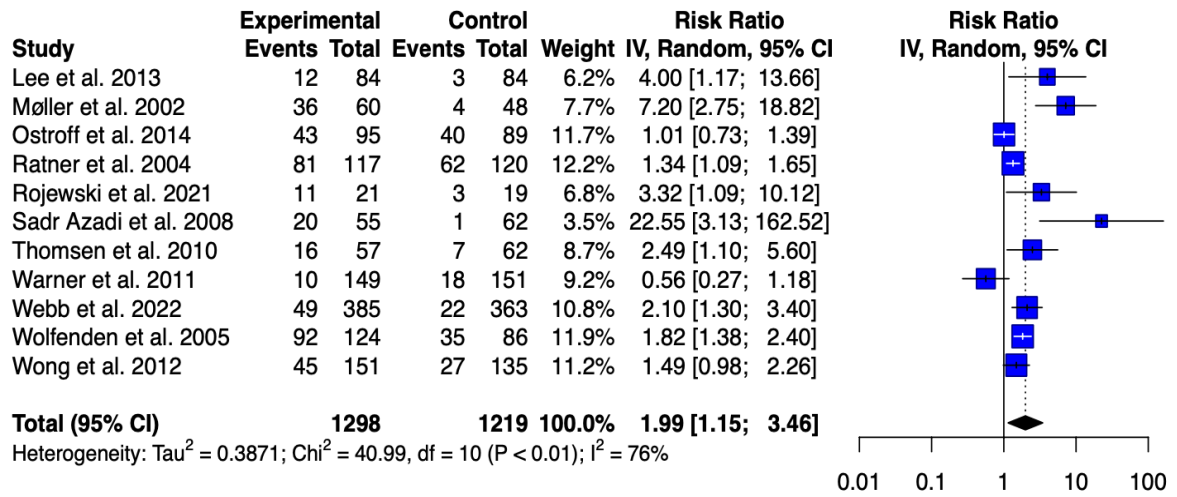 Experimental Control Risk Ratio Risk Ratio
Study Events Total Events Total Weight IV, Random, 95% CI IV, Random, 95% CI
Lee et al. 2013 12 84 3 84 6.2% 4.00 [1.17; 13.66]
Møller et al. 2002 36 60 4 48 7.7% 7.20 [2.75; 18.82]
Ostroff et al. 2014 43 95 40 89 11.7% 1.01 [0.73; 1.39]
Ratner et al. 2004 81 117 62 120 12.2% 1.34 [1.09; 1.65]
Rojewski et al. 2021 11 21 3 19 6.8% 3.32 [1.09; 10.12]
Sadr Azadi et al. 2008 20 55 1 62 3.5% 22.55 [3.13; 162.52]
Thomsen et al. 2010 16 57 7 62 8.7% 2.49 [1.10; 5.60]
Warner et al. 2011 10 149 18 151 9.2% 0.56 [0.27; 1.18]
Webb et al. 2022 49 385 22 363 10.8% 2.10 [1.30; 3.40]
Wolfenden et al. 2005 92 124 35 86 11.9% 1.82 [1.38; 2.40]
Wong et al. 2012 45 151 27 135 11.2% 1.49 [0.98; 2.26]
Total (95% CI) 1298 1219 100.0% 1.99 [1.15; 3.46]
Heterogeneity: Tau² = 0.3871; Chi² = 40.99, df = 10 (P < 0.01); I² = 76%
0.01 0.1 1 10 100